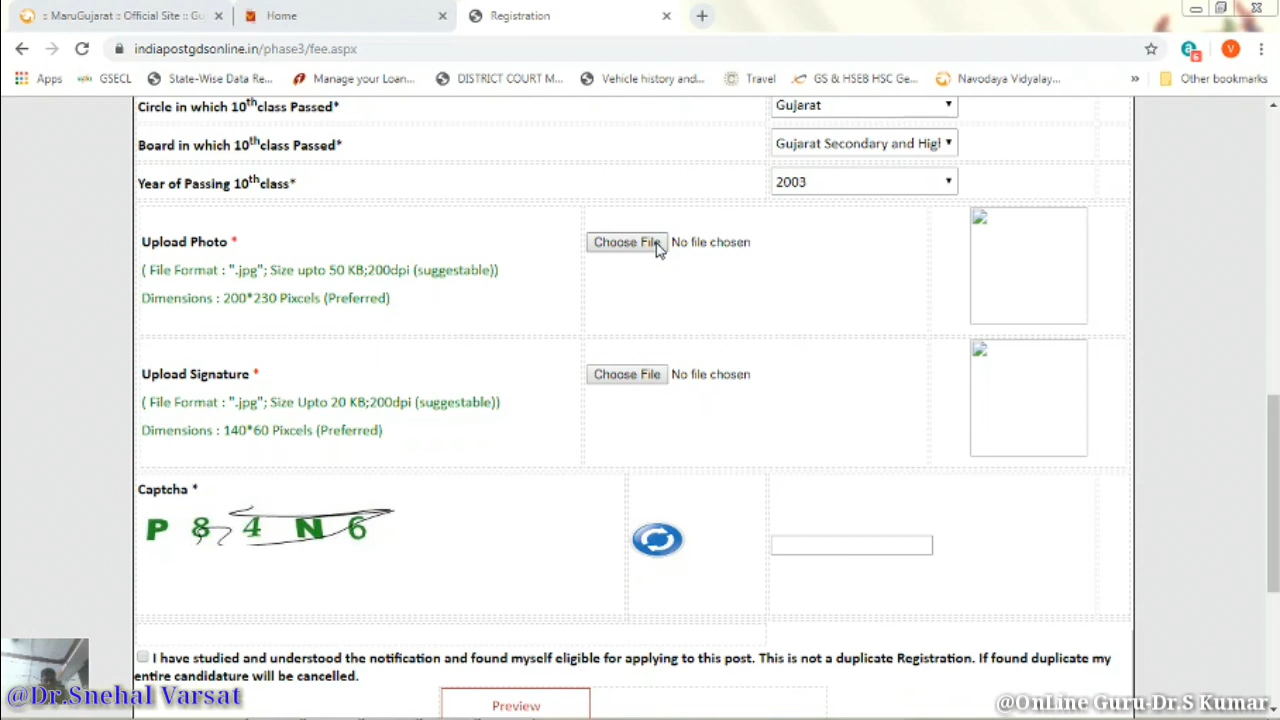 :: MaruGujarat :: Official Site :: Gu
Home
Registration
indiapostgdsonline.in/phase3/fee.aspx
Apps
GSECL
State-Wise Data Re...
Manage your Loan...
DISTRICT COURT M...
Vehicle history and...
Travel
GS & HSEB HSC Ge...
Navodaya Vidyalay...
»
Other bookmarks
Circle in which 10th class Passed*
Gujarat
Board in which 10th class Passed*
Gujarat Secondary and High
Year of Passing 10th class*
2003
Upload Photo *
Choose File No file chosen
( File Format : ".jpg"; Size upto 50 KB;200dpi (suggestable))
Dimensions : 200*230 Pixcels (Preferred)
Upload Signature *
Choose File No file chosen
( File Format : ".jpg"; Size Upto 20 KB;200dpi (suggestable))
Dimensions : 140*60 Pixcels (Preferred)
Captcha *
P 8 4 N 6
I have studied and understood the notification and found myself eligible for applying to this post. This is not a duplicate Registration. If found duplicate my
entire candidature will be cancelled.
Preview
@Dr.Snehal Varsat
@OnLine Guru-Dr.S Kumar